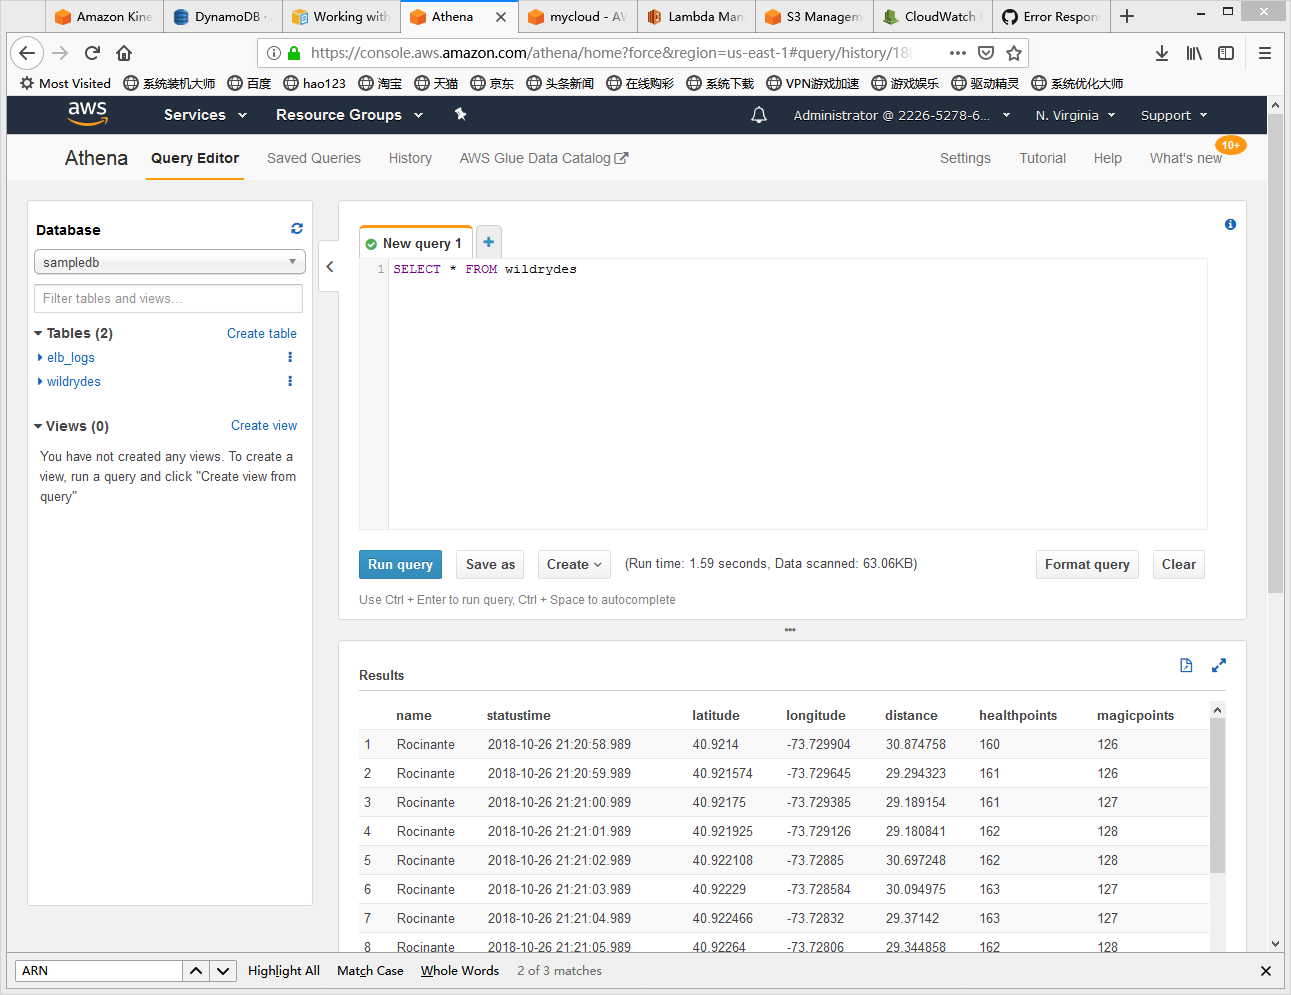 Amazon Kine
DynamoDB ·
Working with
Athena
mycloud - AW
Lambda Man
S3 Managem
CloudWatch
Error Respon
https://console.aws.amazon.com/athena/home?force&region=us-east-1#query/history/18
Most Visited 系统装机大师 百度 hao123 淘宝 天猫 京东 头条新闻 在线购彩 系统下载 VPN游戏加速 游戏娱乐 驱动精灵 系统优化大师
aws Services Resource Groups Administrator @ 2226-5278-6... N. Virginia Support
Athena Query Editor Saved Queries History AWS Glue Data Catalog Settings Tutorial Help What's new 10+
Database
sampledb
Filter tables and views...
Tables (2) Create table
elb_logs
wildrydes
Views (0) Create view
You have not created any views. To create a
view, run a query and click "Create view from
query"
New query 1
1 SELECT * FROM wildrydes
Run query Save as Create (Run time: 1.59 seconds, Data scanned: 63.06KB) Format query Clear
Use Ctrl + Enter to run query, Ctrl + Space to autocomplete
Results
name statustime latitude longitude distance healthpoints magicpoints
1 Rocinante 2018-10-26 21:20:58.989 40.9214 -73.729904 30.874758 160 126
2 Rocinante 2018-10-26 21:20:59.989 40.921574 -73.729645 29.294323 161 126
3 Rocinante 2018-10-26 21:21:00.989 40.92175 -73.729385 29.189154 161 127
4 Rocinante 2018-10-26 21:21:01.989 40.921925 -73.729126 29.180841 162 128
5 Rocinante 2018-10-26 21:21:02.989 40.922108 -73.72885 30.697248 162 128
6 Rocinante 2018-10-26 21:21:03.989 40.92229 -73.728584 30.094975 163 127
7 Rocinante 2018-10-26 21:21:04.989 40.922466 -73.72832 29.37142 163 127
8 Rocinante 2018-10-26 21:21:05.989 40.92264 -73.72806 29.344858 162 128
ARN Highlight All Match Case Whole Words 2 of 3 matches